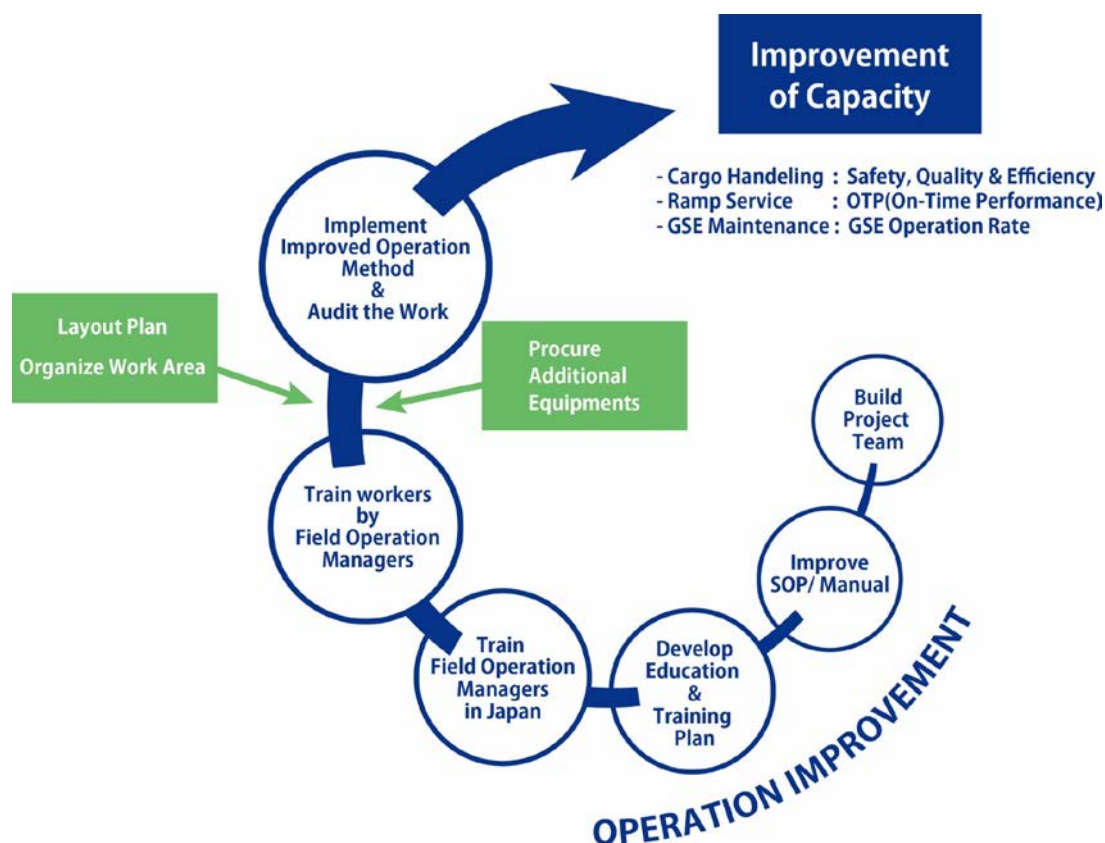 Improvement
of Capacity
- Cargo Handeling : Safety, Quality & Efficiency
- Ramp Service : OTP(On-Time Performance)
- GSE Maintenance : GSE Operation Rate
Implement
Improved Operation
Method
&
Audit the Work
Layout Plan
Organize Work Area
Procure
Additional
Equipments
Build
Project
Team
Train workers
by
Field Operation
Managers
Improve
SOP/ Manual
Train
Field Operation
Managers
in Japan
Develop
Education
&
Training
Plan
OPERATION IMPROVEMENT